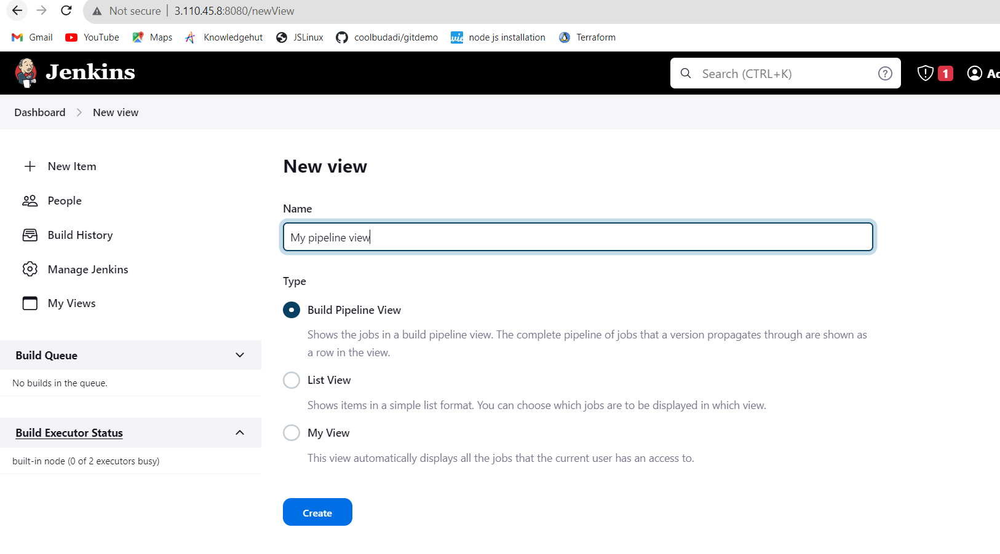 Not secure 3.110.45.8:8080/newView
Gmail YouTube Maps Knowledgehut JSLinux coolbudadi/gitdemo node js installation Terraform
Jenkins Search (CTRL+K) ? 1 Ac
Dashboard New view
New Item
People
Build History
Manage Jenkins
My Views
Build Queue
No builds in the queue.
Build Executor Status
built-in node (0 of 2 executors busy)
New view
Name
My pipeline view
Type
Build Pipeline View
Shows the jobs in a build pipeline view. The complete pipeline of jobs that a version propagates through are shown as
a row in the view.
List View
Shows items in a simple list format. You can choose which jobs are to be displayed in which view.
My View
This view automatically displays all the jobs that the current user has an access to.
Create